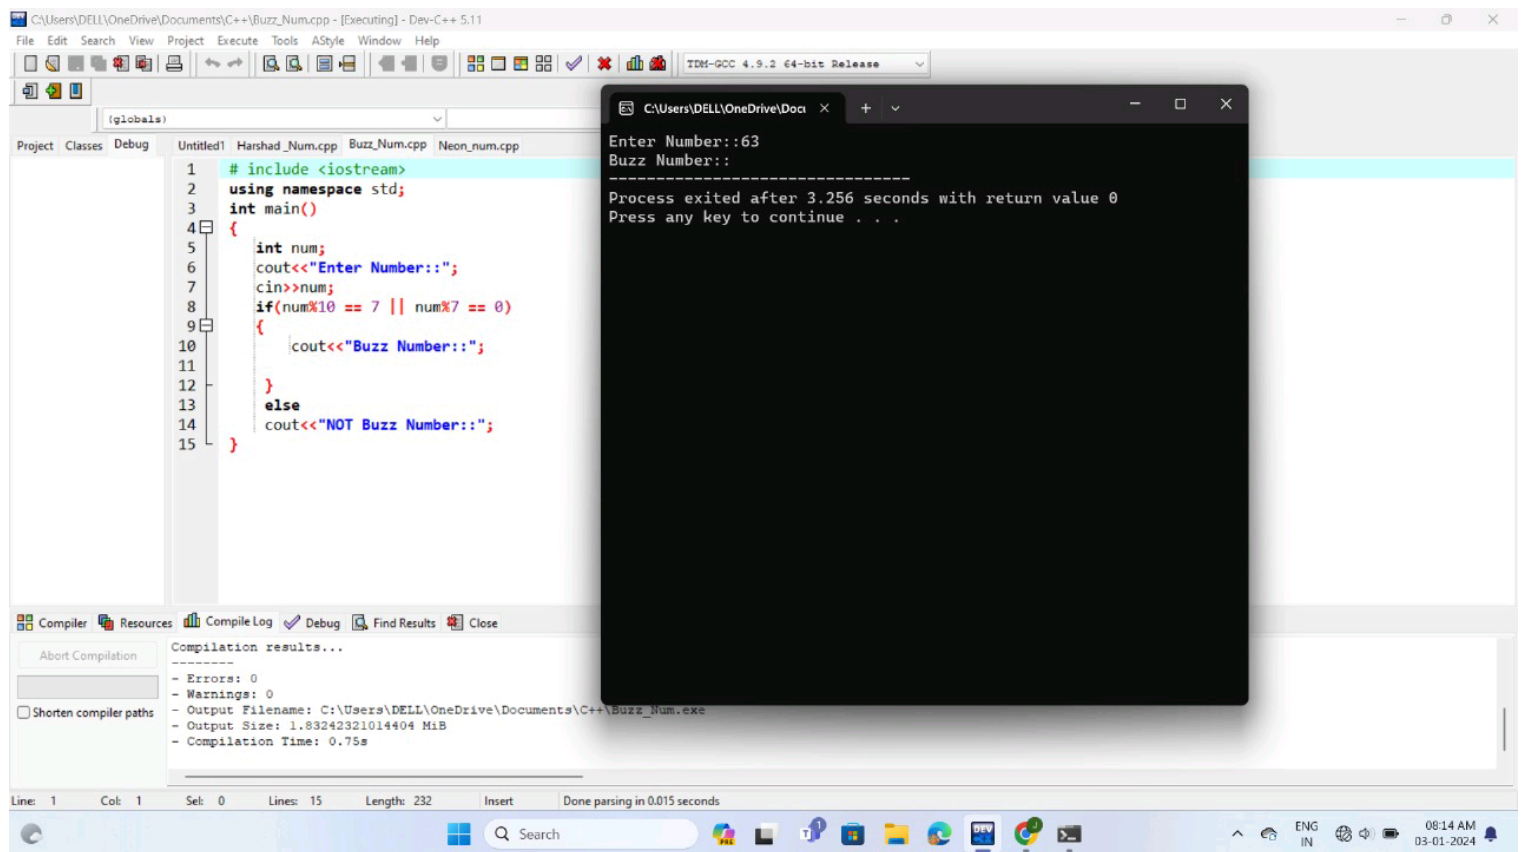 C:\Users\DELL\OneDrive\Documents\C++\Buzz_Num.cpp - [Executing] - Dev-C++ 5.11
File Edit Search View Project Execute Tools AStyle Window Help
TDM-GCC 4.9.2 64-bit Release
(globals)
Project Classes Debug
Untitled1 Harshad _Num.cpp Buzz_Num.cpp Neon_num.cpp
1 # include <iostream>
2 using namespace std;
3 int main()
4 {
5 int num;
6 cout<<"Enter Number::";
7 cin>>num;
8 if(num%10 == 7 || num%7 == 0)
9 {
10 cout<<"Buzz Number::";
11
12 }
13 else
14 cout<<"NOT Buzz Number::";
15 }
C:\Users\DELL\OneDrive\Docu
Enter Number::63
Buzz Number::
--------------------------------
Process exited after 3.256 seconds with return value 0
Press any key to continue . . .
Compiler Resources Compile Log Debug Find Results Close
Abort Compilation
Shorten compiler paths
Compilation results...
--------
- Errors: 0
- Warnings: 0
- Output Filename: C:\Users\DELL\OneDrive\Documents\C++\Buzz_Num.exe
- Output Size: 1.83242321014404 MiB
- Compilation Time: 0.75s
Line: 1 Col: 1 Sel: 0 Lines: 15 Length: 232 Insert Done parsing in 0.015 seconds
Search
PRE
1
DEV
C++
J
ENG
IN
08:14 AM
03-01-2024